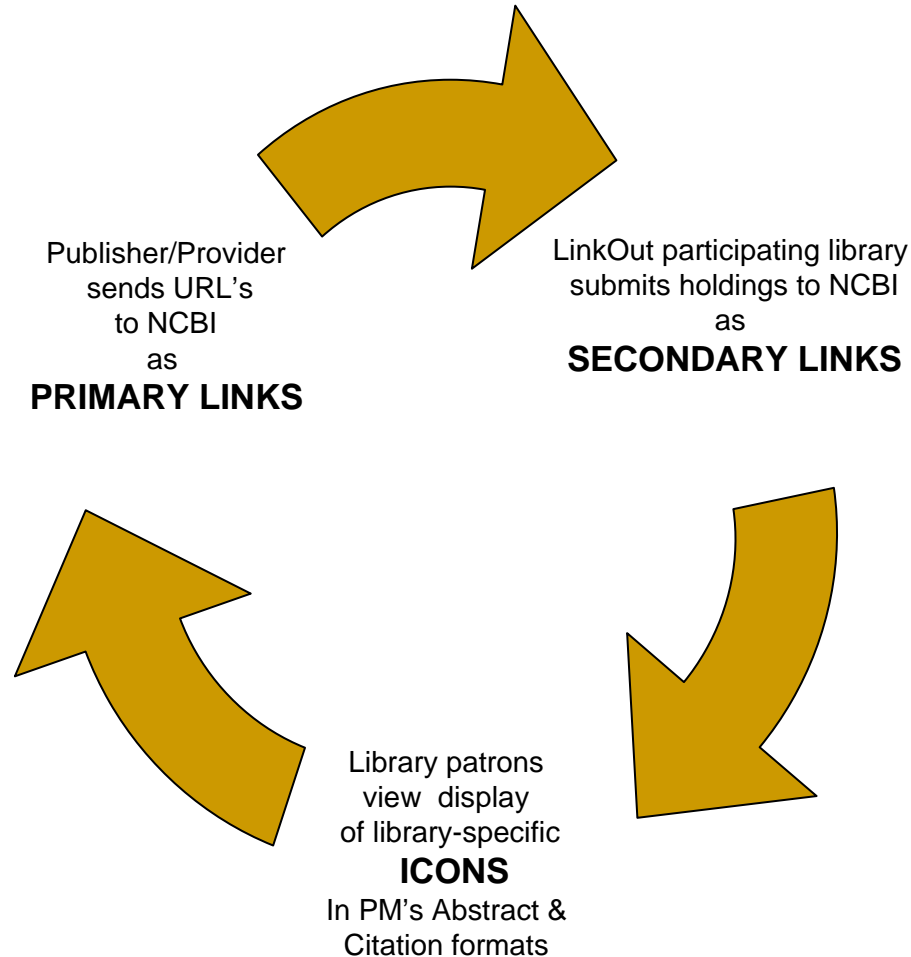 Publisher/Provider
sends URL's
to NCBI
as
PRIMARY LINKS
LinkOut participating library
submits holdings to NCBI
as
SECONDARY LINKS
Library patrons
view display
of library-specific
ICONS
In PM's Abstract &
Citation formats